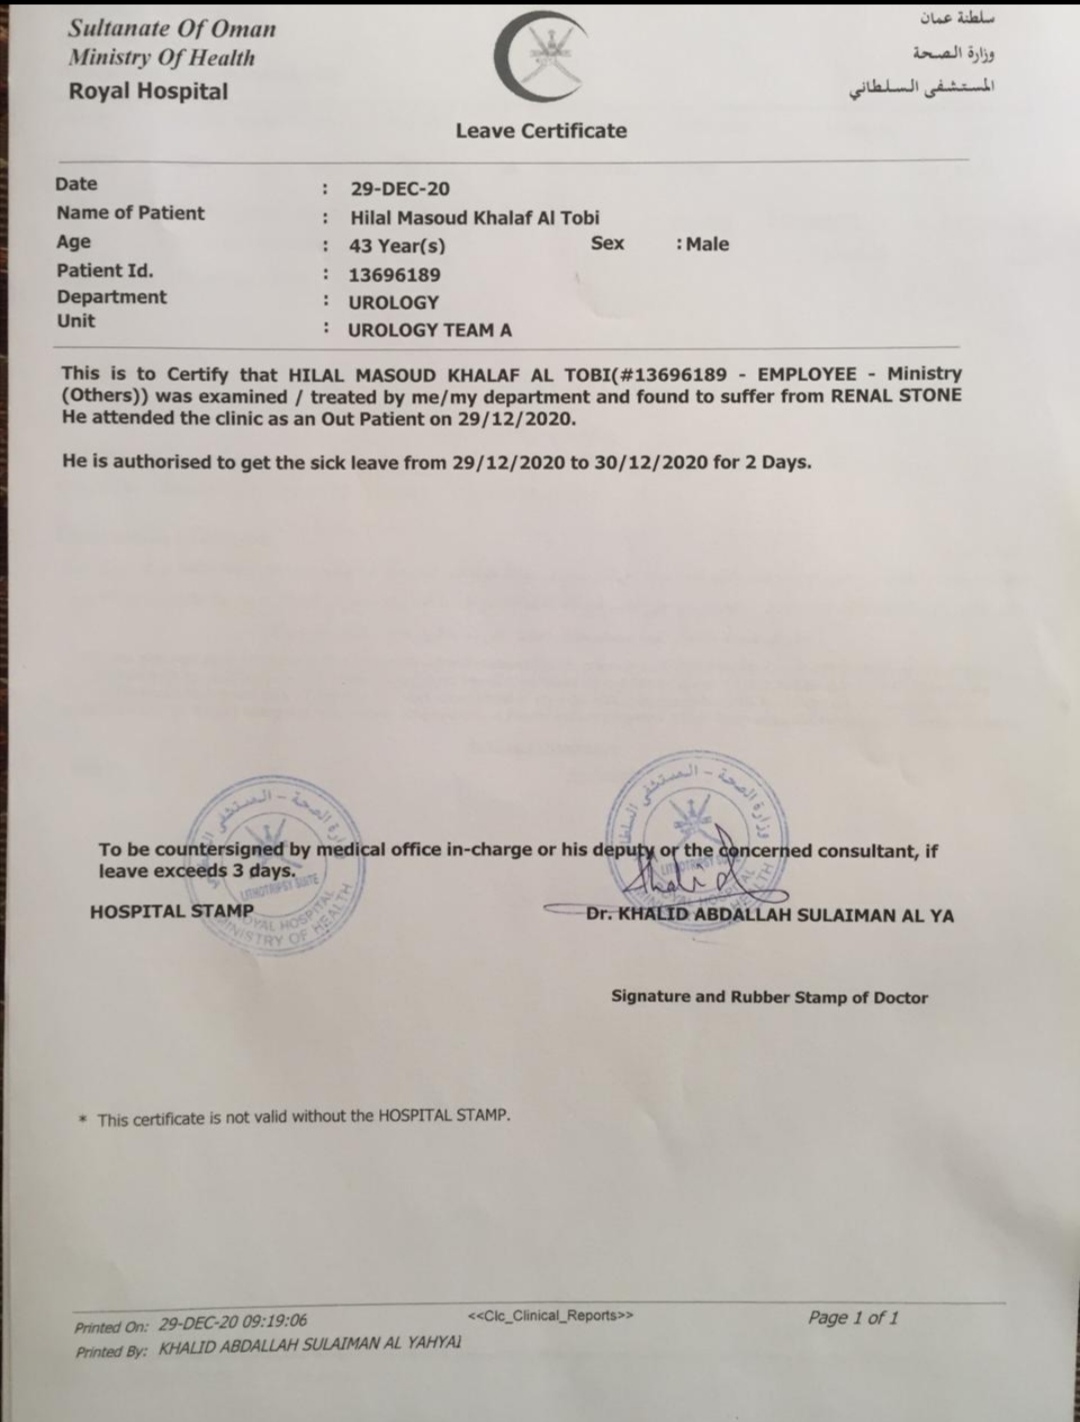 Sultanate Of Oman
Ministry Of Health
Royal Hospital
سلطنة عمان
وزارة الصحة
المستشفى السلطاني
Leave Certificate
Date : 29-DEC-20
Name of Patient : Hilal Masoud Khalaf Al Tobi
Age : 43 Year(s) Sex : Male
Patient Id. : 13696189
Department : UROLOGY
Unit : UROLOGY TEAM A
This is to Certify that HILAL MASOUD KHALAF AL TOBI(#13696189 - EMPLOYEE - Ministry
(Others)) was examined / treated by me/my department and found to suffer from RENAL STONE
He attended the clinic as an Out Patient on 29/12/2020.
He is authorised to get the sick leave from 29/12/2020 to 30/12/2020 for 2 Days.
وزارة الصحة - المستشفى السلطاني
LITHOTRIPSY SUITE
ROYAL HOSPITAL
MINISTRY OF HEALTH
وزارة الصحة - المستشفى
ROYAL HOSPITAL
HEALTH
To be countersigned by medical office in-charge or his deputy or the concerned consultant, if
leave exceeds 3 days.
Khalid
HOSPITAL STAMP
Dr. KHALID ABDALLAH SULAIMAN AL YA
Signature and Rubber Stamp of Doctor
* This certificate is not valid without the HOSPITAL STAMP.
Printed On: 29-DEC-20 09:19:06 <<Clc_Clinical_Reports>> Page 1 of 1
Printed By: KHALID ABDALLAH SULAIMAN AL YAHYAI